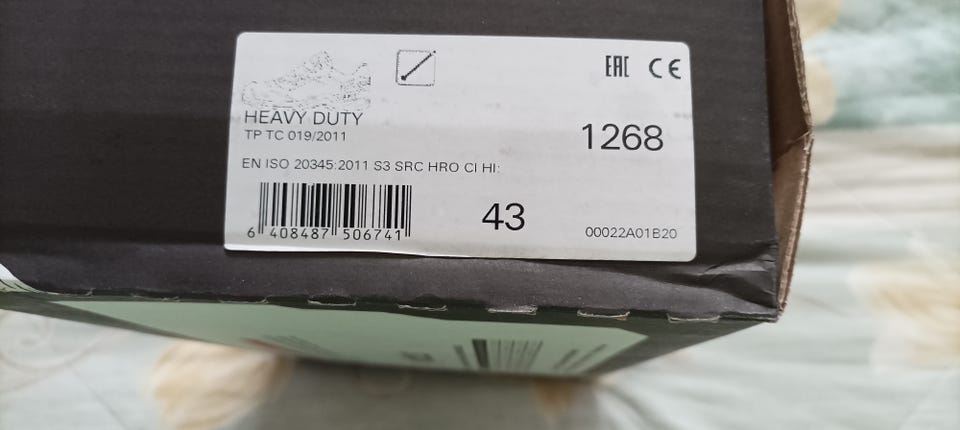 EAC CE
HEAVY DUTY
TP TC 019/2011
1268
EN ISO 20345:2011 S3 SRC HRO CI HI:
6 408487 506741
43
00022A01B20